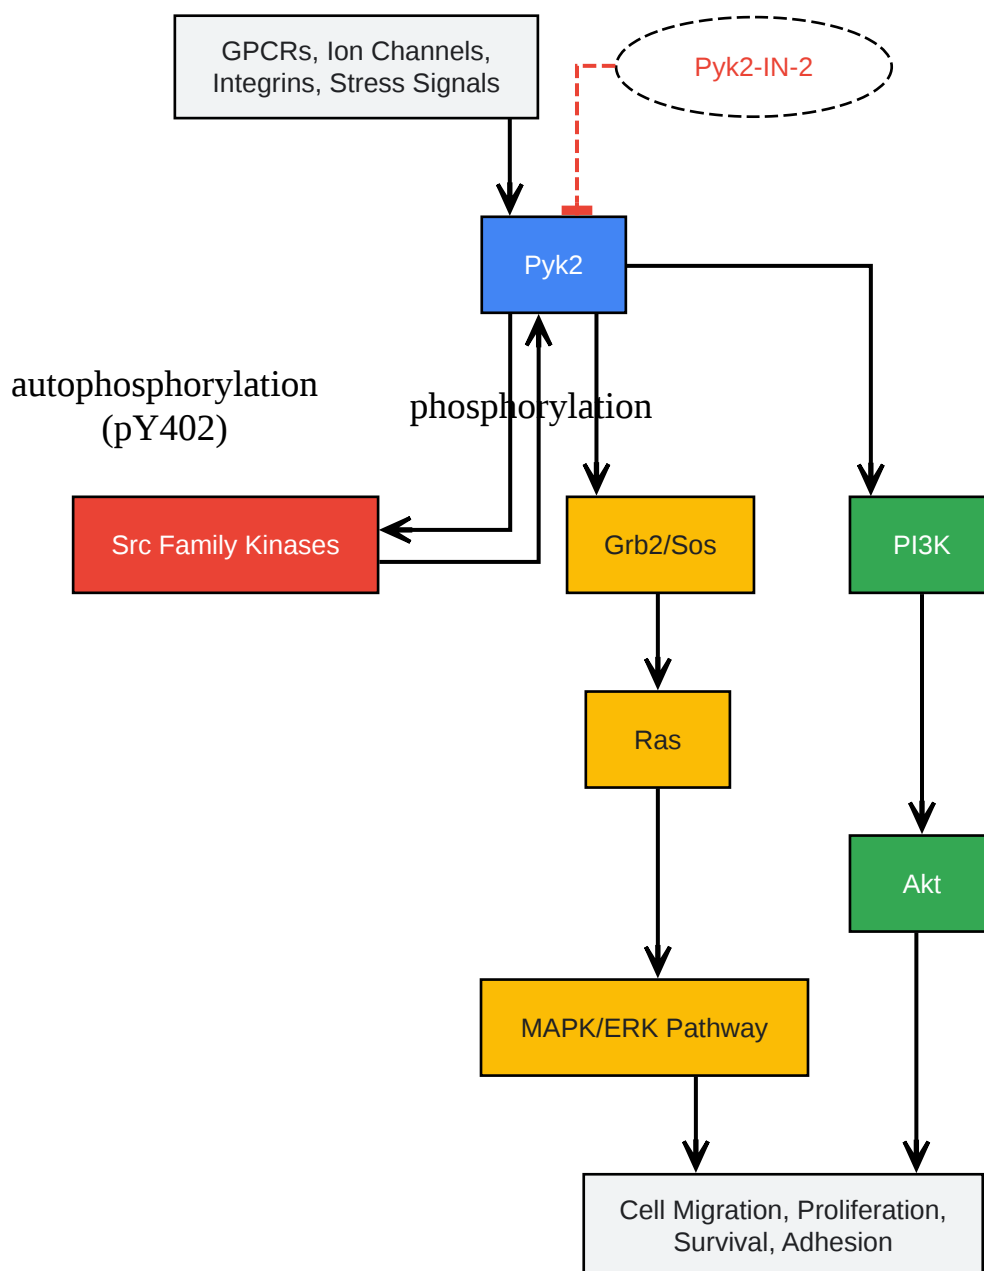 GPCRs, Ion Channels,
Integrins, Stress Signals
Pyk2-IN-2
Pyk2
autophosphorylation
(pY402)
phosphorylation
Src Family Kinases
Grb2/Sos
PI3K
Ras
Akt
MAPK/ERK Pathway
Cell Migration, Proliferation,
Survival, Adhesion